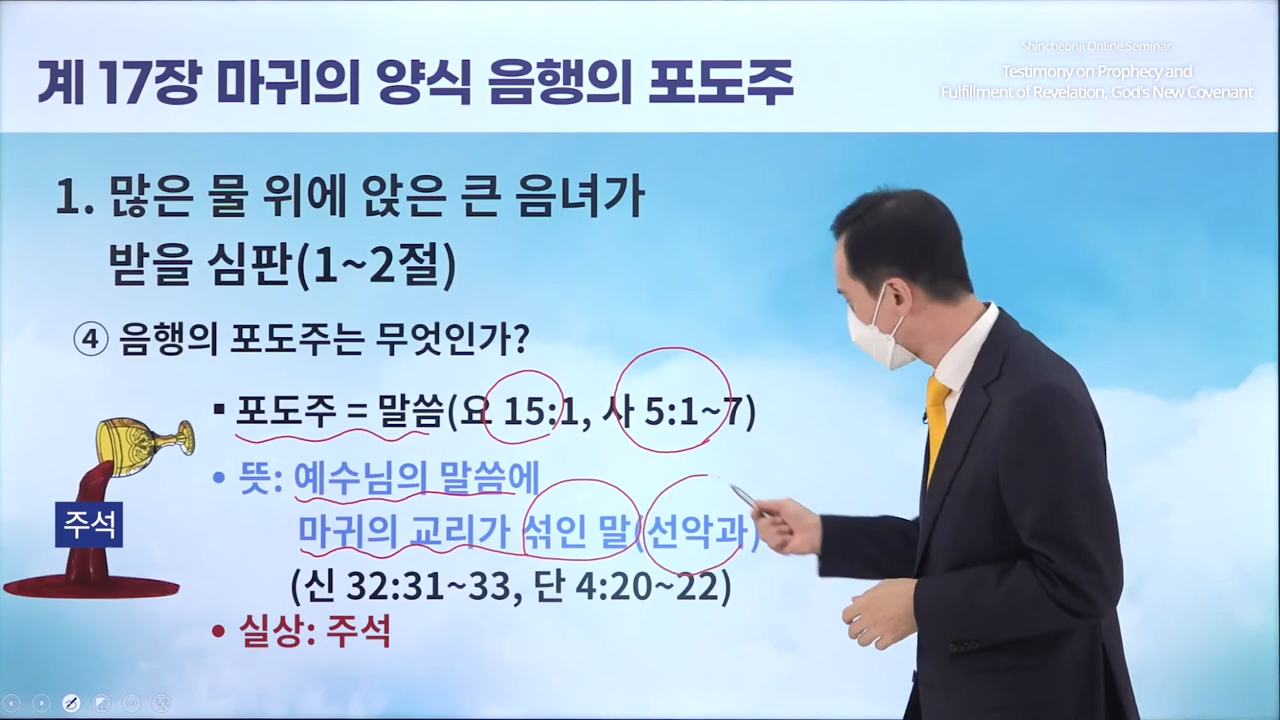 계 17장 마귀의 양식 음행의 포도주
Shincheonji Online Seminar
Testimony on Prophecy and
Fulfillment of Revelation, God's New Covenant
1. 많은 물 위에 앉은 큰 음녀가
받을 심판(1~2절)
④ 음행의 포도주는 무엇인가?
▪ 포도주 = 말씀(요 15:1, 사 5:1~7)
• 뜻: 예수님의 말씀에
마귀의 교리가 섞인 말(선악과)
(신 32:31~33, 단 4:20~22)
• 실상: 주석
주석